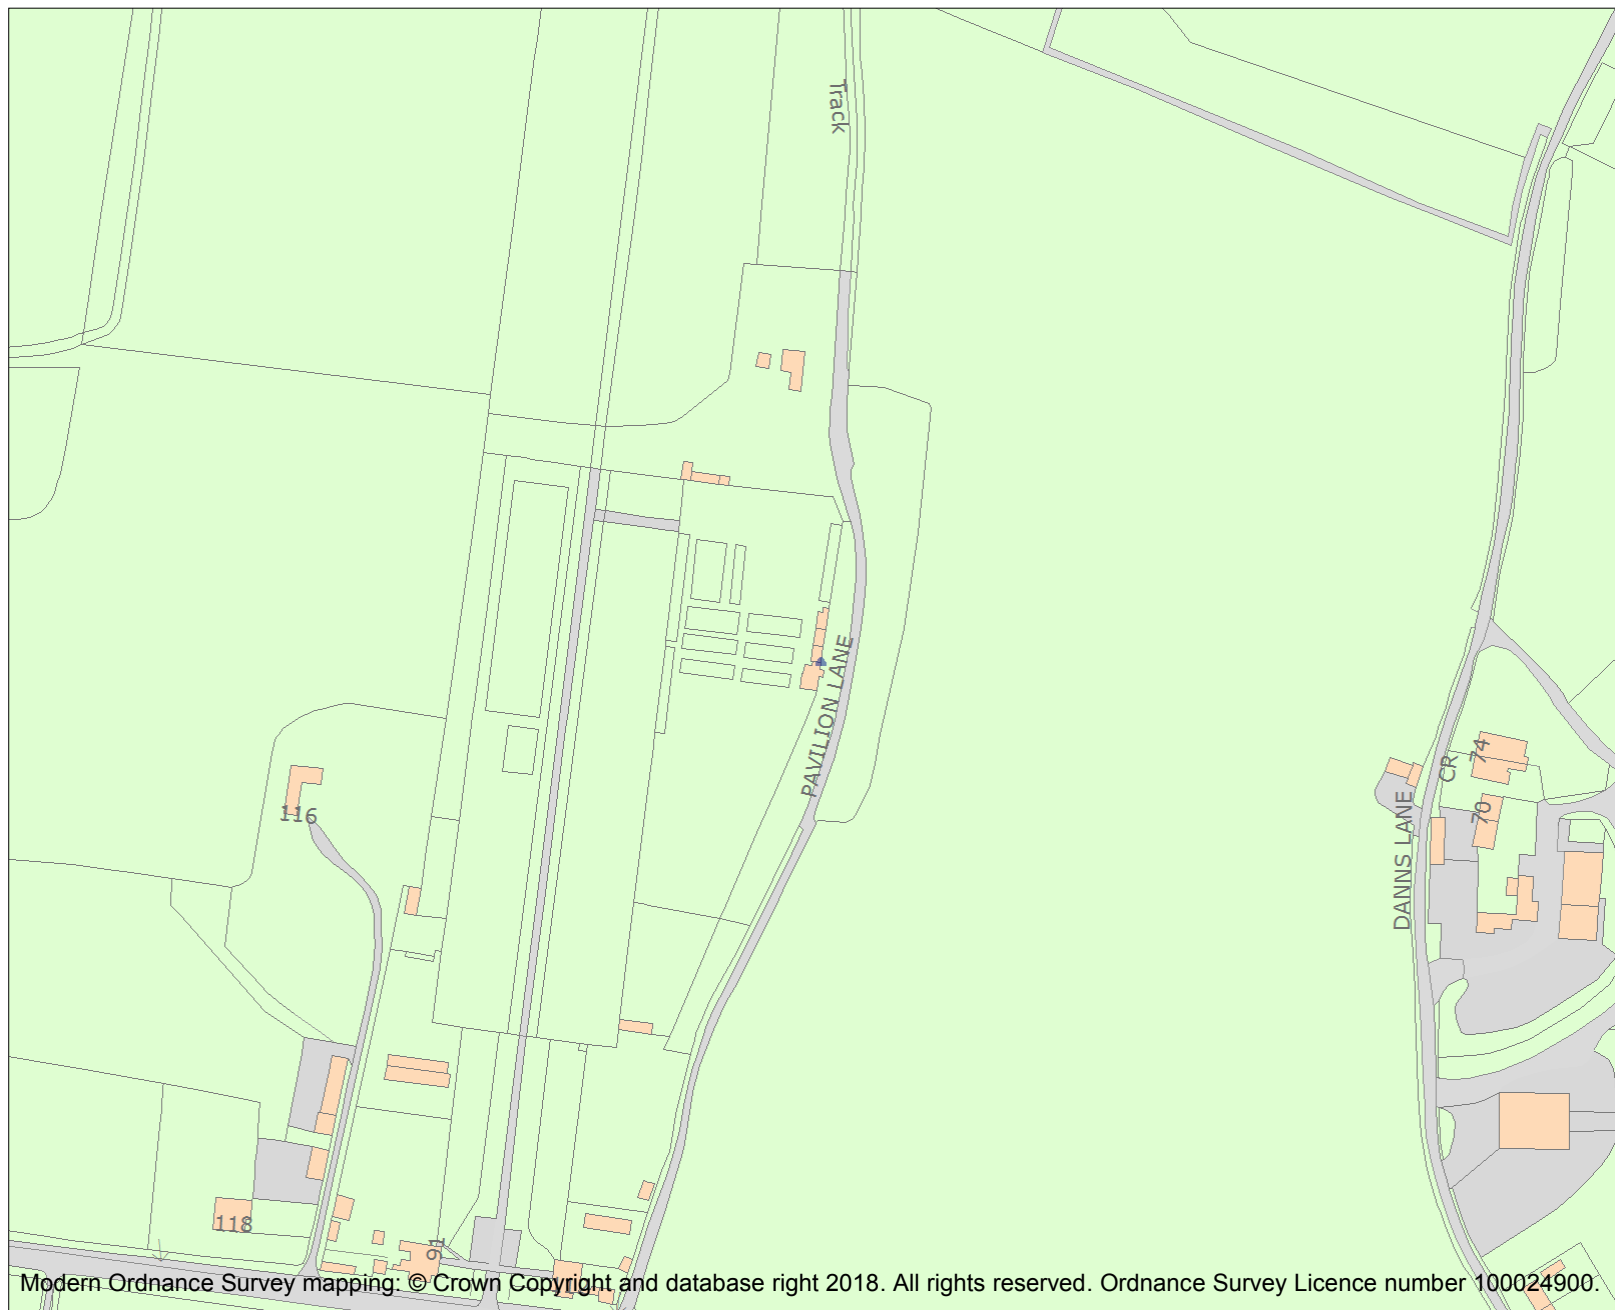 Track
PAVILION LANE
74
CR
70
DANNS LANE
116
118
91
Modern Ordnance Survey mapping: © Crown Copyright and database right 2018. All rights reserved. Ordnance Survey Licence number 100024900.